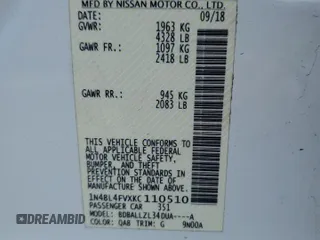 MFD BY NISSAN MOTOR CO., LTD.
DATE: 09/18
GVWR: 1963 KG
4328 LB
GAWR FR.: 1097 KG
2418 LB
GAWR RR.: 945 KG
2083 LB
THIS VEHICLE CONFORMS TO
ALL APPLICABLE FEDERAL
MOTOR VEHICLE SAFETY,
BUMPER, AND THEFT
PREVENTION STANDARDS IN
EFFECT ON THE DATE OF
MANUFACTURE SHOWN ABOVE.
1N4BL4FVXKC110510
PASSENGER CAR 351
MODEL: BDBALLZL34DUA----A
COLOR: QAB TRIM: G 9N00A